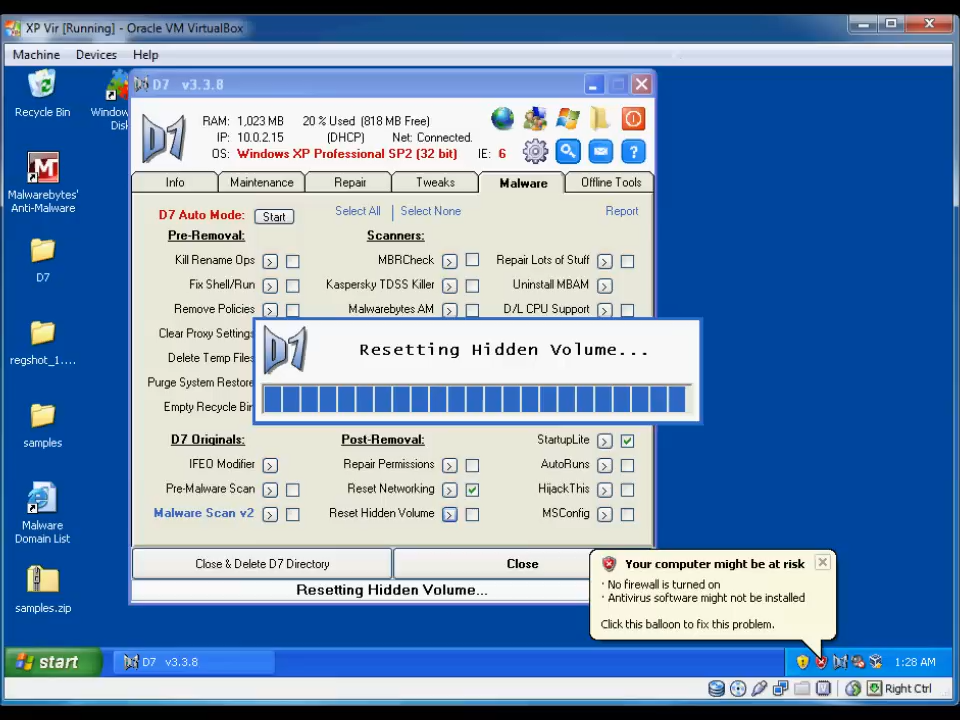 XP Vir [Running] - Oracle VM VirtualBox
Machine Devices Help
Recycle Bin
Malwarebytes'
Anti-Malware
D7
regshot_1....
samples
Malware
Domain List
samples.zip
D7 v3.3.8
D7
RAM: 1,023 MB 20 % Used (818 MB Free)
IP: 10.0.2.15 (DHCP) Net: Connected.
OS: Windows XP Professional SP2 (32 bit) IE: 6
Info Maintenance Repair Tweaks Malware Offline Tools
D7 Auto Mode: Start Select All Select None Report
Pre-Removal: Scanners:
Kill Rename Ops > MBRCheck > Repair Lots of Stuff >
Fix Shell/Run > Kaspersky TDSS Killer > Uninstall MBAM >
Remove Policies > Malwarebytes AM > D/L CPU Support >
Clear Proxy Settings
Delete Temp Files
Purge System Restore
Empty Recycle Bin
D7
Resetting Hidden Volume...
D7 Originals: Post-Removal: StartupLite >
IFEO Modifier > Repair Permissions > AutoRuns >
Pre-Malware Scan > Reset Networking > HijackThis >
Malware Scan v2 > Reset Hidden Volume > MSConfig >
Close & Delete D7 Directory Close
Resetting Hidden Volume...
Your computer might be at risk
· No firewall is turned on
· Antivirus software might not be installed
Click this balloon to fix this problem.
start D7 v3.3.8 1:28 AM
Right Ctrl